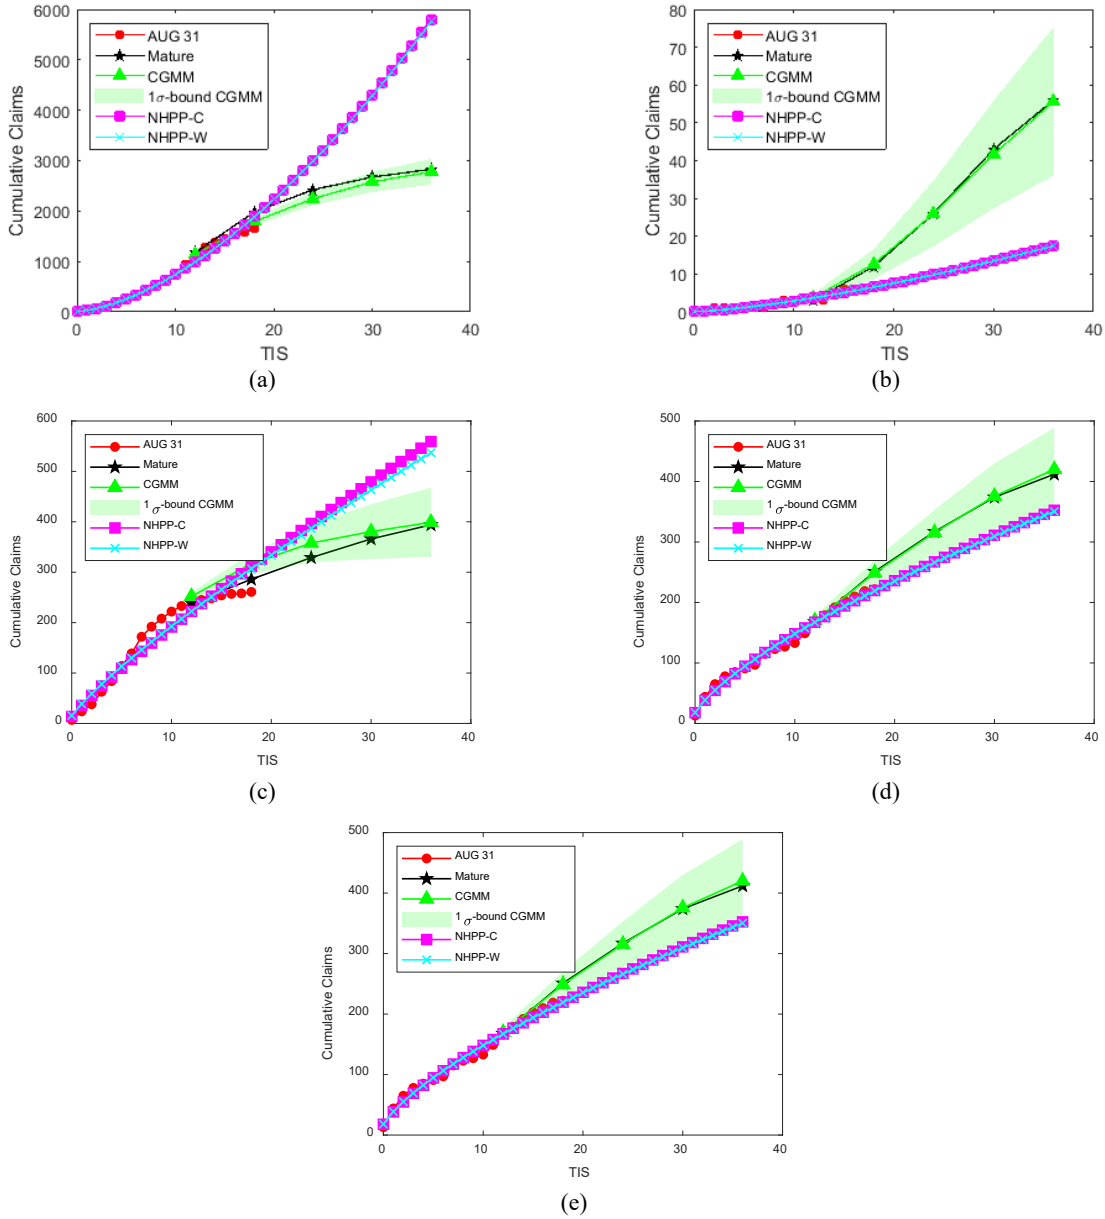 6000
5000
4000
3000
2000
1000
0
Cumulative Claims
AUG 31
Mature
CGMM
1σ-bound CGMM
NHPP-C
NHPP-W
0 10 20 30 40
TIS
(a)
80
70
60
50
40
30
20
10
0
Cumulative Claims
AUG 31
Mature
CGMM
1σ-bound CGMM
NHPP-C
NHPP-W
0 10 20 30 40
TIS
(b)
600
500
400
300
200
100
0
Cumulative Claims
AUG 31
Mature
CGMM
1 σ-bound CGMM
NHPP-C
NHPP-W
0 10 20 30 40
TIS
(c)
500
400
300
200
100
0
Cumulative Claims
AUG 31
Mature
CGMM
1 σ-bound CGMM
NHPP-C
NHPP-W
0 10 20 30 40
TIS
(d)
500
400
300
200
100
0
Cumulative Claims
AUG 31
Mature
CGMM
1 σ-bound CGMM
NHPP-C
NHPP-W
0 10 20 30 40
TIS
(e)